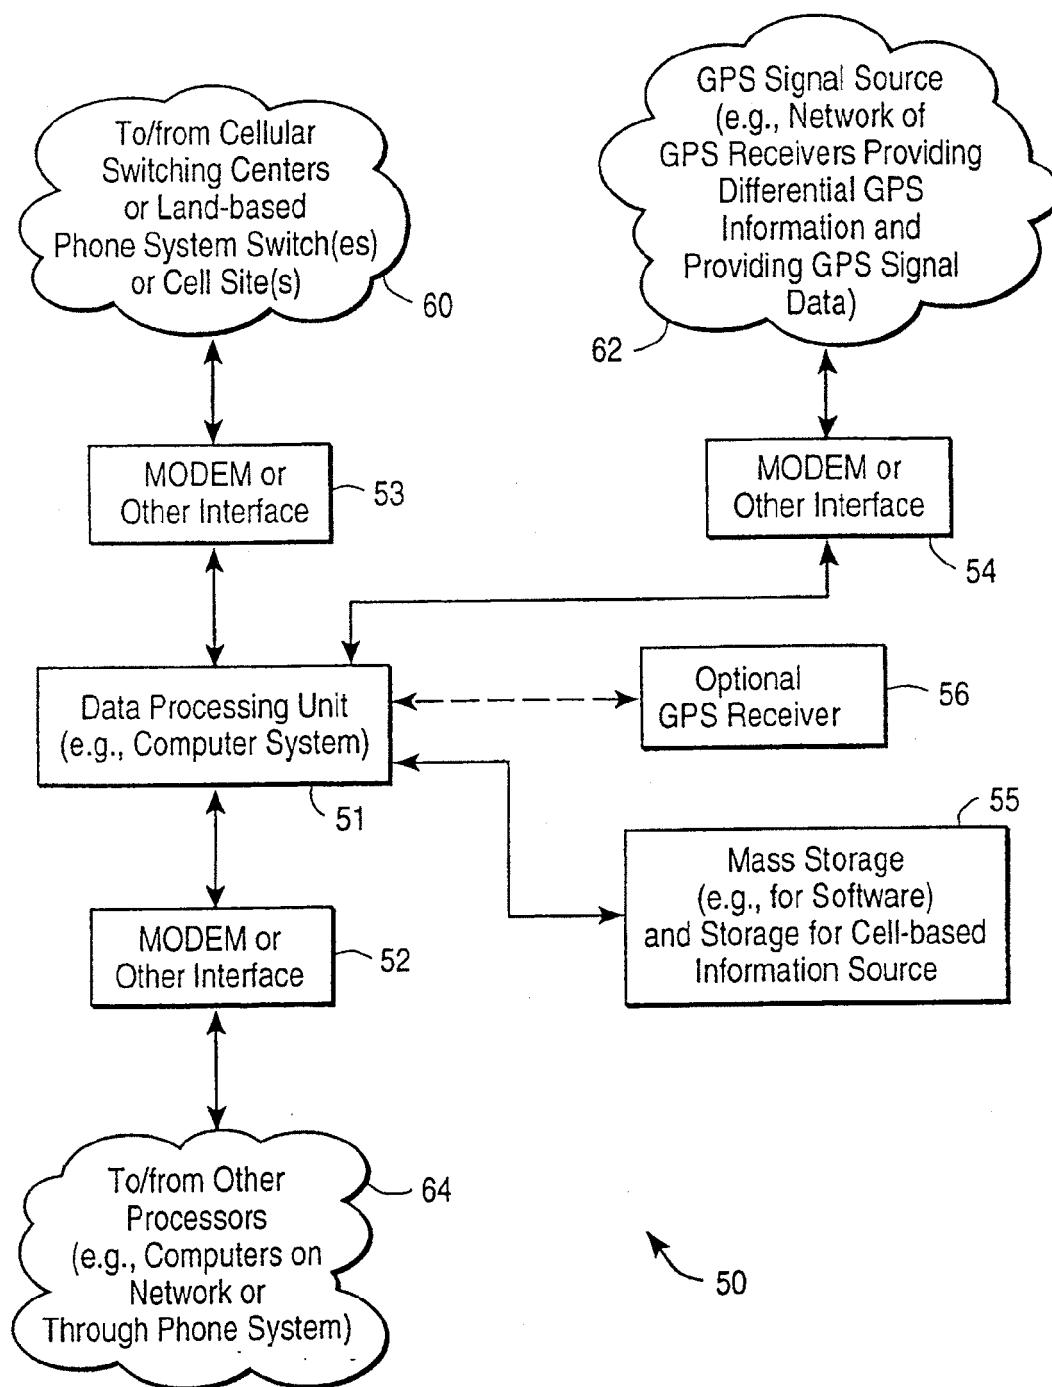 To/from Cellular
Switching Centers
or Land-based
Phone System Switch(es)
or Cell Site(s)
60
GPS Signal Source
(e.g., Network of
GPS Receivers Providing
Differential GPS
Information and
Providing GPS Signal
Data)
62
MODEM or
Other Interface
53
MODEM or
Other Interface
54
Data Processing Unit
(e.g., Computer System)
51
Optional
GPS Receiver
56
55
Mass Storage
(e.g., for Software)
and Storage for Cell-based
Information Source
MODEM or
Other Interface
52
To/from Other
Processors
(e.g., Computers on
Network or
Through Phone System)
64
50